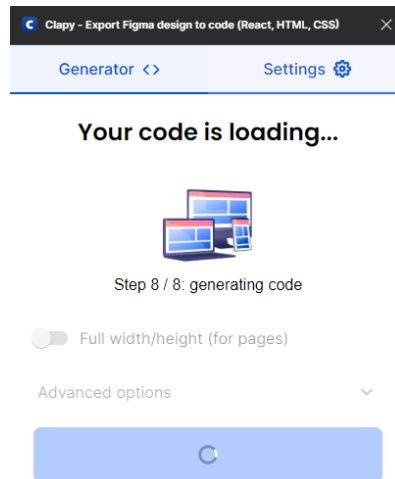 C Clapy - Export Figma design to code (React, HTML, CSS)
Generator <>
Settings
Your code is loading...
Step 8 / 8: generating code
Full width/height (for pages)
Advanced options